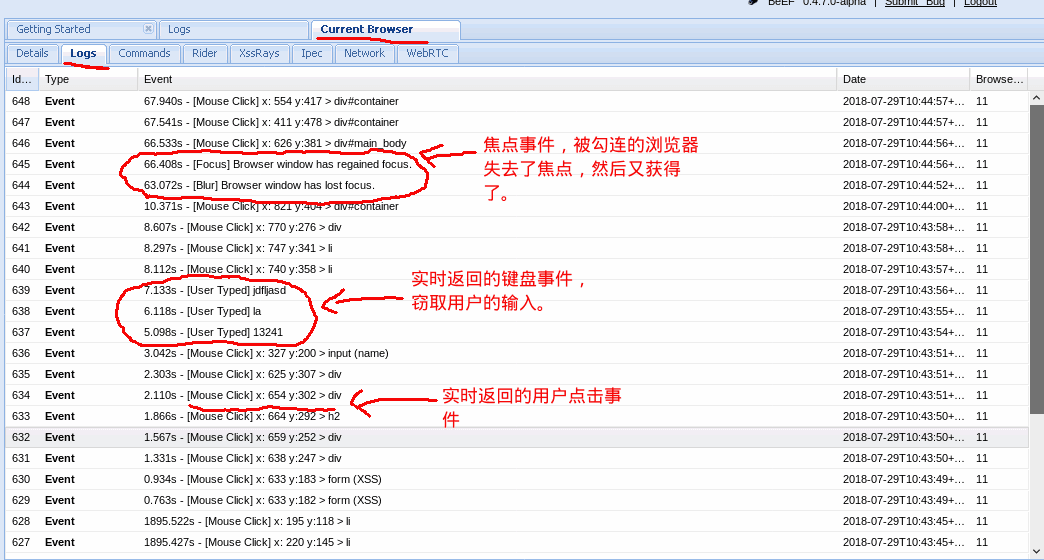 BeEF 0.4.7.0-alpha | Submit Bug | Logout
Getting Started Logs Current Browser
Details Logs Commands Rider XssRays Ipec Network WebRTC
Id... Type Event Date Browse...
648 Event 67.940s - [Mouse Click] x: 554 y:417 > div#container 2018-07-29T10:44:57+... 11
647 Event 67.541s - [Mouse Click] x: 411 y:478 > div#container 2018-07-29T10:44:57+... 11
646 Event 66.533s - [Mouse Click] x: 626 y:381 > div#main_body 2018-07-29T10:44:56+... 11
645 Event 66.408s - [Focus] Browser window has regained focus. 2018-07-29T10:44:56+... 11
644 Event 63.072s - [Blur] Browser window has lost focus. 2018-07-29T10:44:52+... 11
643 Event 10.371s - [Mouse Click] x: 821 y:404 > div#container 2018-07-29T10:44:00+... 11
焦点事件，被勾连的浏览器
失去了焦点，然后又获得
了。
642 Event 8.607s - [Mouse Click] x: 770 y:276 > div 2018-07-29T10:43:58+... 11
641 Event 8.297s - [Mouse Click] x: 747 y:341 > li 2018-07-29T10:43:58+... 11
640 Event 8.112s - [Mouse Click] x: 740 y:358 > li 2018-07-29T10:43:57+... 11
639 Event 7.133s - [User Typed] jdfljasd 2018-07-29T10:43:56+... 11
638 Event 6.118s - [User Typed] la 2018-07-29T10:43:55+... 11
637 Event 5.098s - [User Typed] 13241 2018-07-29T10:43:54+... 11
实时返回的键盘事件，
窃取用户的输入。
636 Event 3.042s - [Mouse Click] x: 327 y:200 > input (name) 2018-07-29T10:43:51+... 11
635 Event 2.303s - [Mouse Click] x: 625 y:307 > div 2018-07-29T10:43:51+... 11
634 Event 2.110s - [Mouse Click] x: 654 y:302 > div 2018-07-29T10:43:51+... 11
633 Event 1.866s - [Mouse Click] x: 664 y:292 > h2 2018-07-29T10:43:50+... 11
实时返回的用户点击事
件
632 Event 1.567s - [Mouse Click] x: 659 y:252 > div 2018-07-29T10:43:50+... 11
631 Event 1.331s - [Mouse Click] x: 638 y:247 > div 2018-07-29T10:43:50+... 11
630 Event 0.934s - [Mouse Click] x: 633 y:183 > form (XSS) 2018-07-29T10:43:49+... 11
629 Event 0.763s - [Mouse Click] x: 633 y:182 > form (XSS) 2018-07-29T10:43:49+... 11
628 Event 1895.522s - [Mouse Click] x: 195 y:118 > li 2018-07-29T10:43:45+... 11
627 Event 1895.427s - [Mouse Click] x: 220 y:145 > li 2018-07-29T10:43:45+... 11